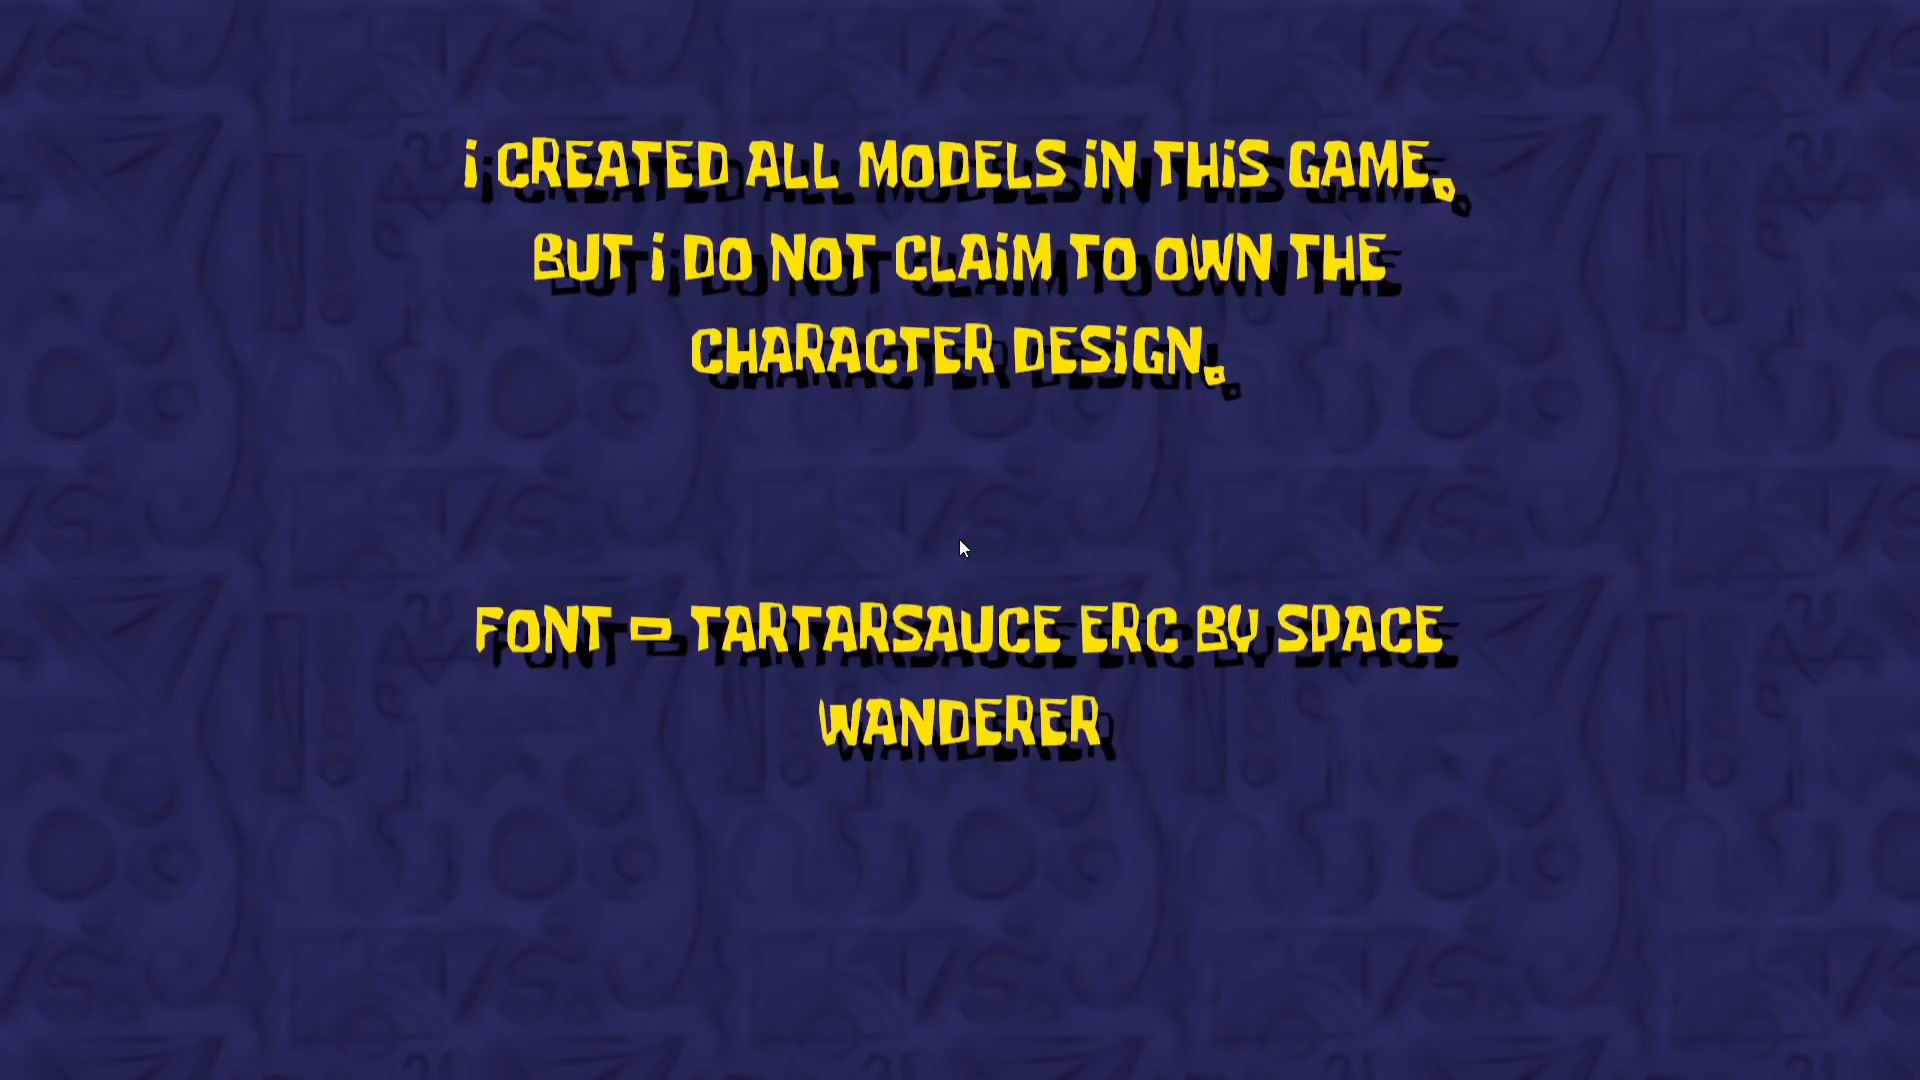 i CREATED ALL MODELS iN THiS GAME.
BUT i DO NOT CLAiM TO OWN THE
CHARACTER DESiGN.
FONT - TARTARSAUCE ERC BY SPACE
WANDERER